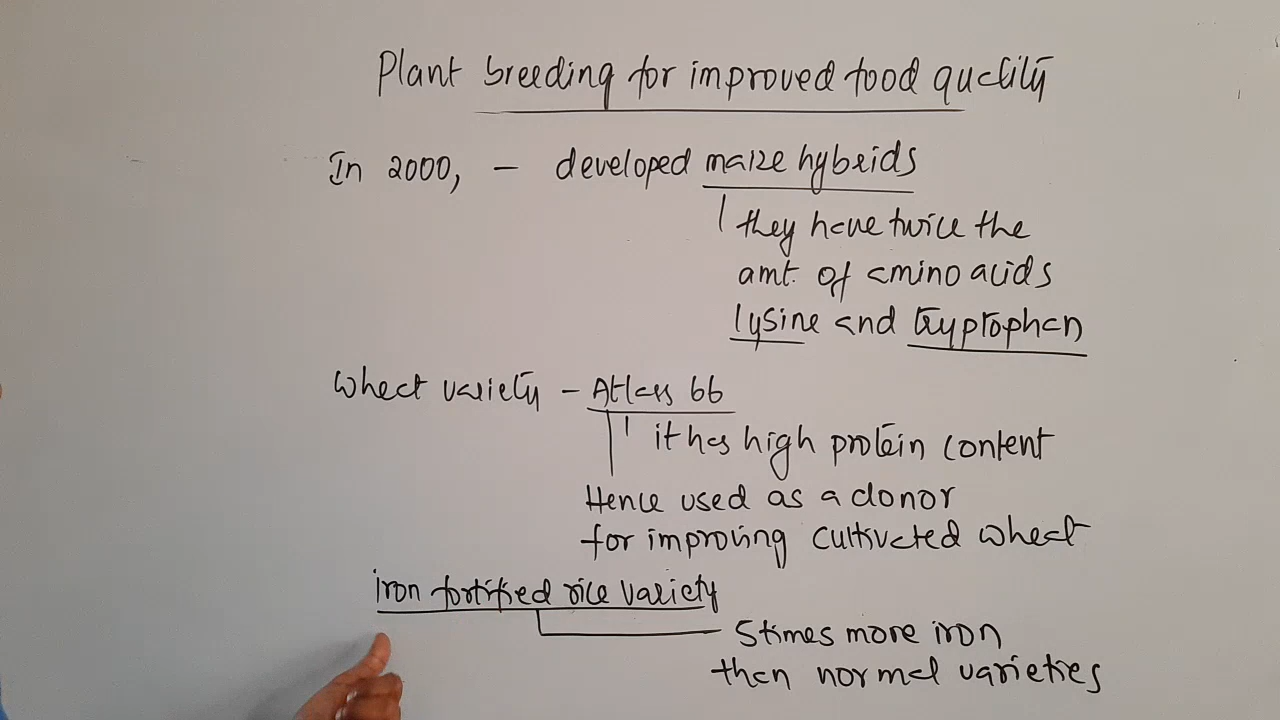 Plant breeding for improved food quality
In 2000, - developed maize hybrids
they have twice the
amt. of amino acids
lysine and tryptophan
Wheat variety - Atlass 66
it has high protein content
Hence used as a donor
for improving cultivated wheat
iron fortified rice variety
5 times more iron
than normal varieties